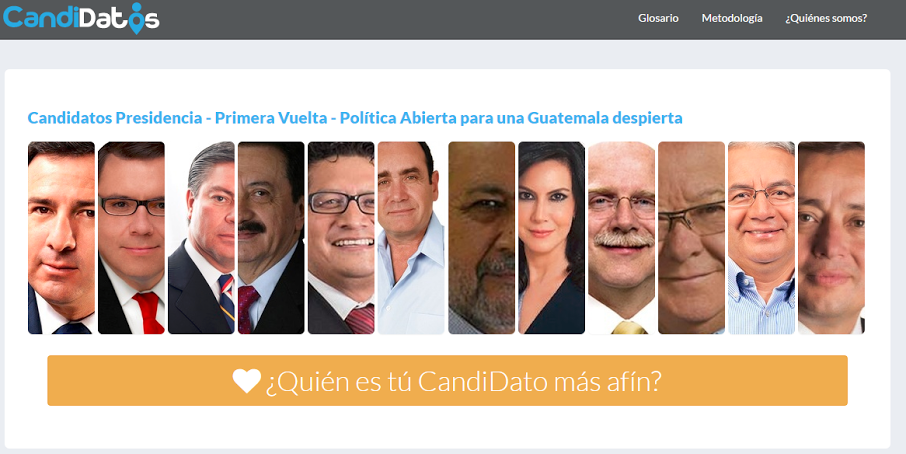 CandiDatos
Glosario Metodología ¿Quiénes somos?
Candidatos Presidencia - Primera Vuelta - Política Abierta para una Guatemala despierta
¿Quién es tú CandiDato más afín?